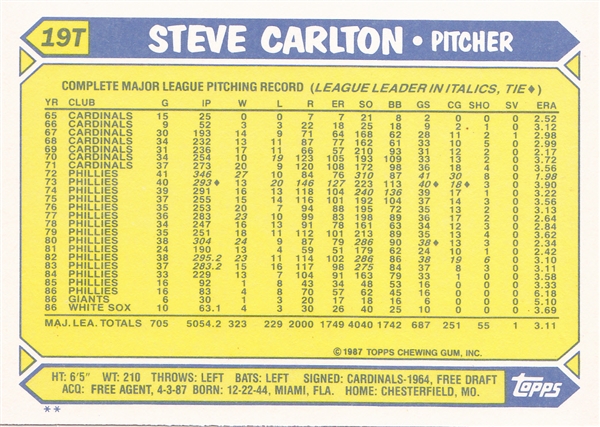 19T STEVE CARLTON • PITCHER
COMPLETE MAJOR LEAGUE PITCHING RECORD (LEAGUE LEADER IN ITALICS, TIE♦)
YR CLUB G IP W L R ER SO BB GS CG SHO SV ERA
65 CARDINALS 15 25 0 0 7 7 21 8 2 0 0 0 2.52
66 CARDINALS 9 52 3 3 22 18 25 18 9 2 1 0 3.12
67 CARDINALS 30 193 14 9 71 64 168 62 28 11 2 0 2.98
68 CARDINALS 34 232 13 11 87 77 162 61 33 10 5 0 2.99
69 CARDINALS 31 236 17 11 66 57 210 93 31 12 2 0 2.17
70 CARDINALS 34 254 10 19 123 105 193 109 33 13 2 0 3.72
71 CARDINALS 37 273 20 9 120 108 172 98 36 18 4 0 3.56
72 PHILLIES 41 346 27 10 84 76 310 87 41 30 8 0 1.98
73 PHILLIES 40 293♦ 13 20 146 127 223 113 40♦ 18♦ 3 0 3.90
74 PHILLIES 39 291 16 13 118 104 240 136 39 17 1 0 3.22
75 PHILLIES 37 255 15 14 116 101 192 104 37 14 3 0 3.56
76 PHILLIES 35 253 20 7 94 88 195 72 35 13 2 0 3.13
77 PHILLIES 36 283 23 10 99 83 198 89 36 17 2 0 2.64
78 PHILLIES 34 247 16 13 91 78 161 63 34 12 3 0 2.84
79 PHILLIES 35 251 18 11 112 101 213 89 35 13 4 0 3.62
80 PHILLIES 38 304 24 9 87 79 286 90 38♦ 13 3 0 2.34
81 PHILLIES 24 190 13 4 59 51 179 62 24 10 1 0 2.42
82 PHILLIES 38 295.2 23 11 114 102 286 86 38 19 6 0 3.10
83 PHILLIES 37 283.2 15 16 117 98 275 84 37 8 3 0 3.11
84 PHILLIES 33 229 13 7 104 91 163 79 33 1 0 0 3.58
85 PHILLIES 16 92 1 8 43 34 48 53 16 0 0 0 3.33
86 PHILLIES 16 83 4 8 70 57 62 45 16 0 0 0 6.18
86 GIANTS 6 30 1 3 20 17 18 16 6 0 0 0 5.10
86 WHITE SOX 10 63.1 4 3 30 26 40 25 10 0 0 0 3.69
MAJ. LEA. TOTALS 705 5054.2 323 229 2000 1749 4040 1742 687 251 55 1 3.11
©1987 TOPPS CHEWING GUM, INC.
HT: 6'5" WT: 210 THROWS: LEFT BATS: LEFT SIGNED: CARDINALS-1964, FREE DRAFT
ACQ: FREE AGENT, 4-3-87 BORN: 12-22-44, MIAMI, FLA. HOME: CHESTERFIELD, MO.
Topps
**